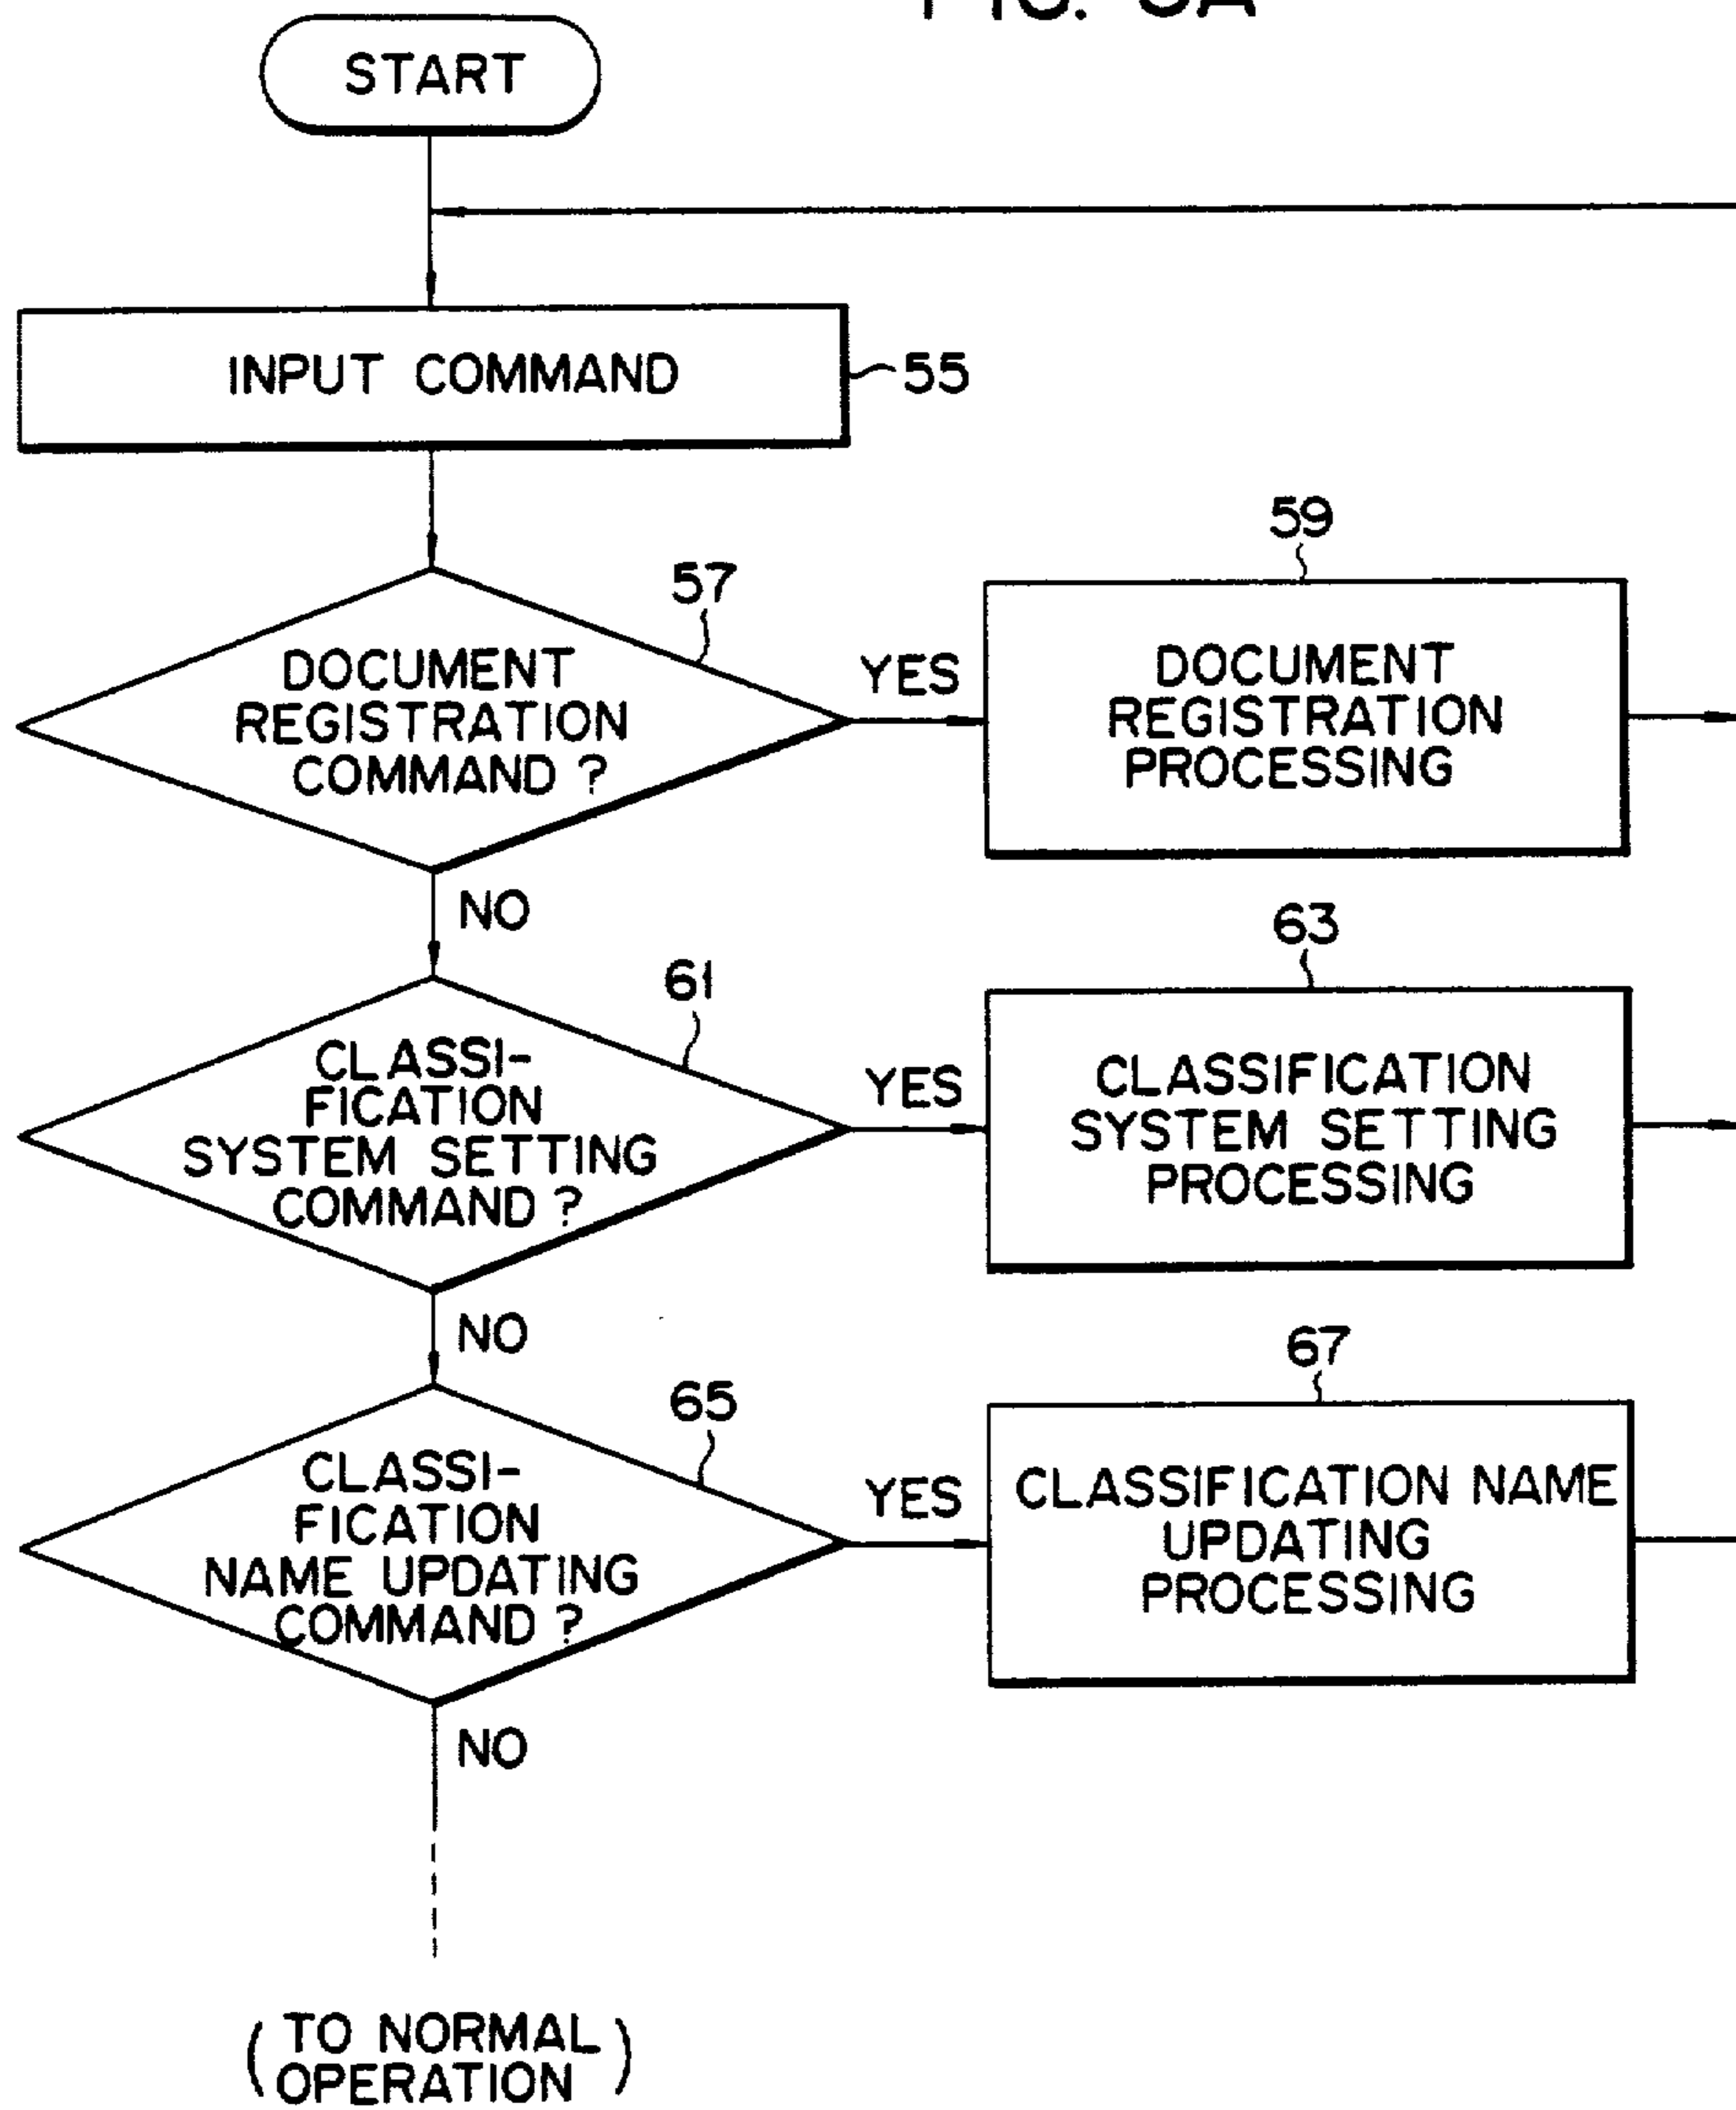 START
INPUT COMMAND
55
57
DOCUMENT
REGISTRATION
COMMAND ?
YES
59
DOCUMENT
REGISTRATION
PROCESSING
NO
61
CLASSI-
FICATION
SYSTEM SETTING
COMMAND ?
YES
63
CLASSIFICATION
SYSTEM SETTING
PROCESSING
NO
65
CLASSI-
FICATION
NAME UPDATING
COMMAND ?
YES
67
CLASSIFICATION NAME
UPDATING
PROCESSING
NO
( TO NORMAL
OPERATION )